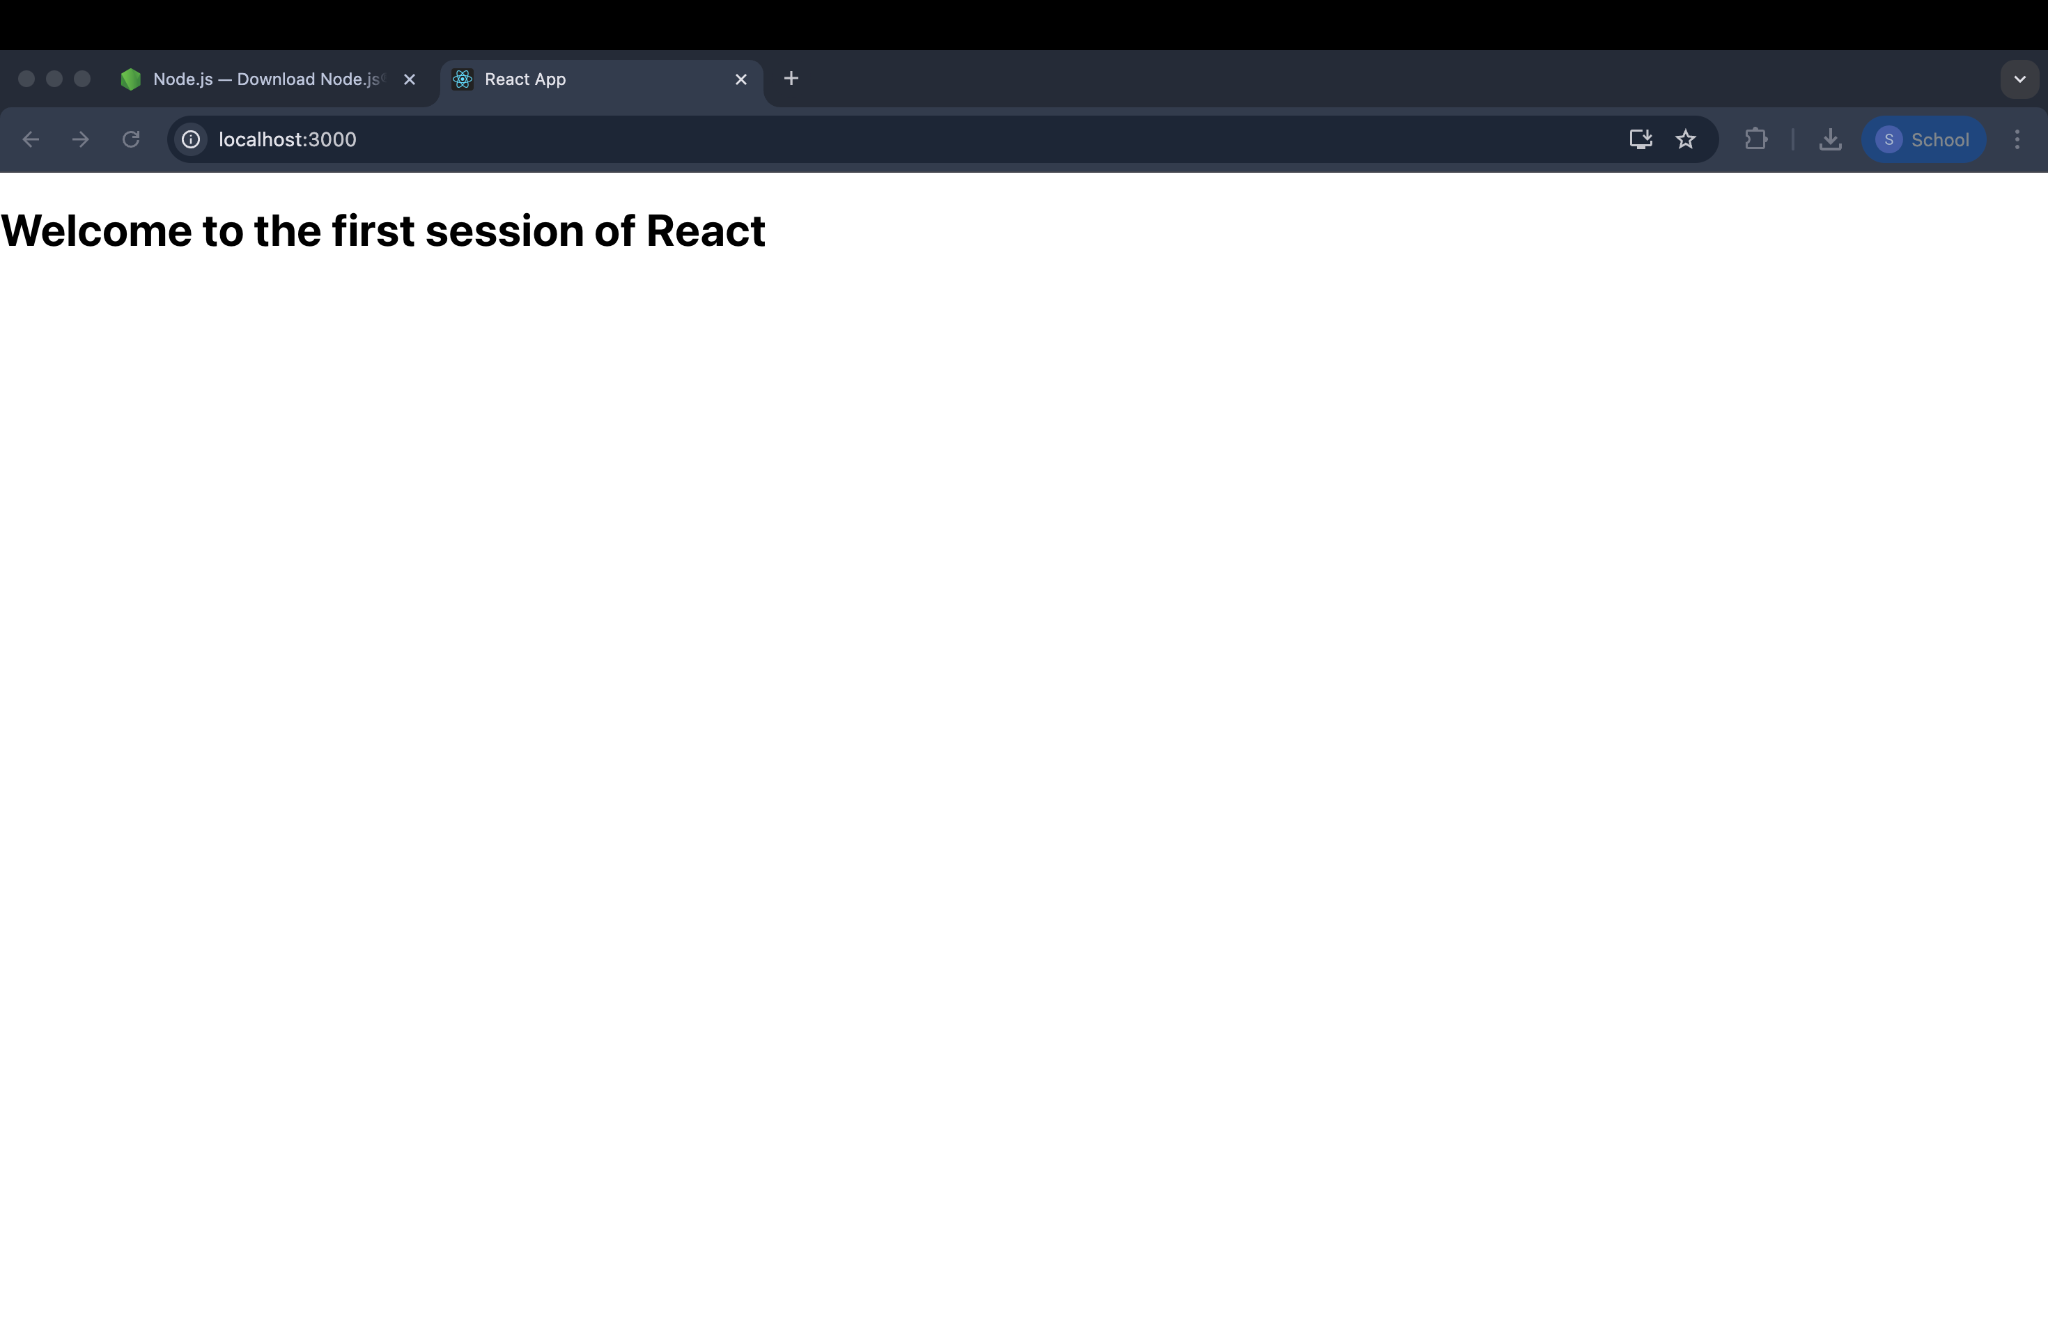 Node.js — Download Node.js
React App
localhost:3000
S School
Welcome to the first session of React